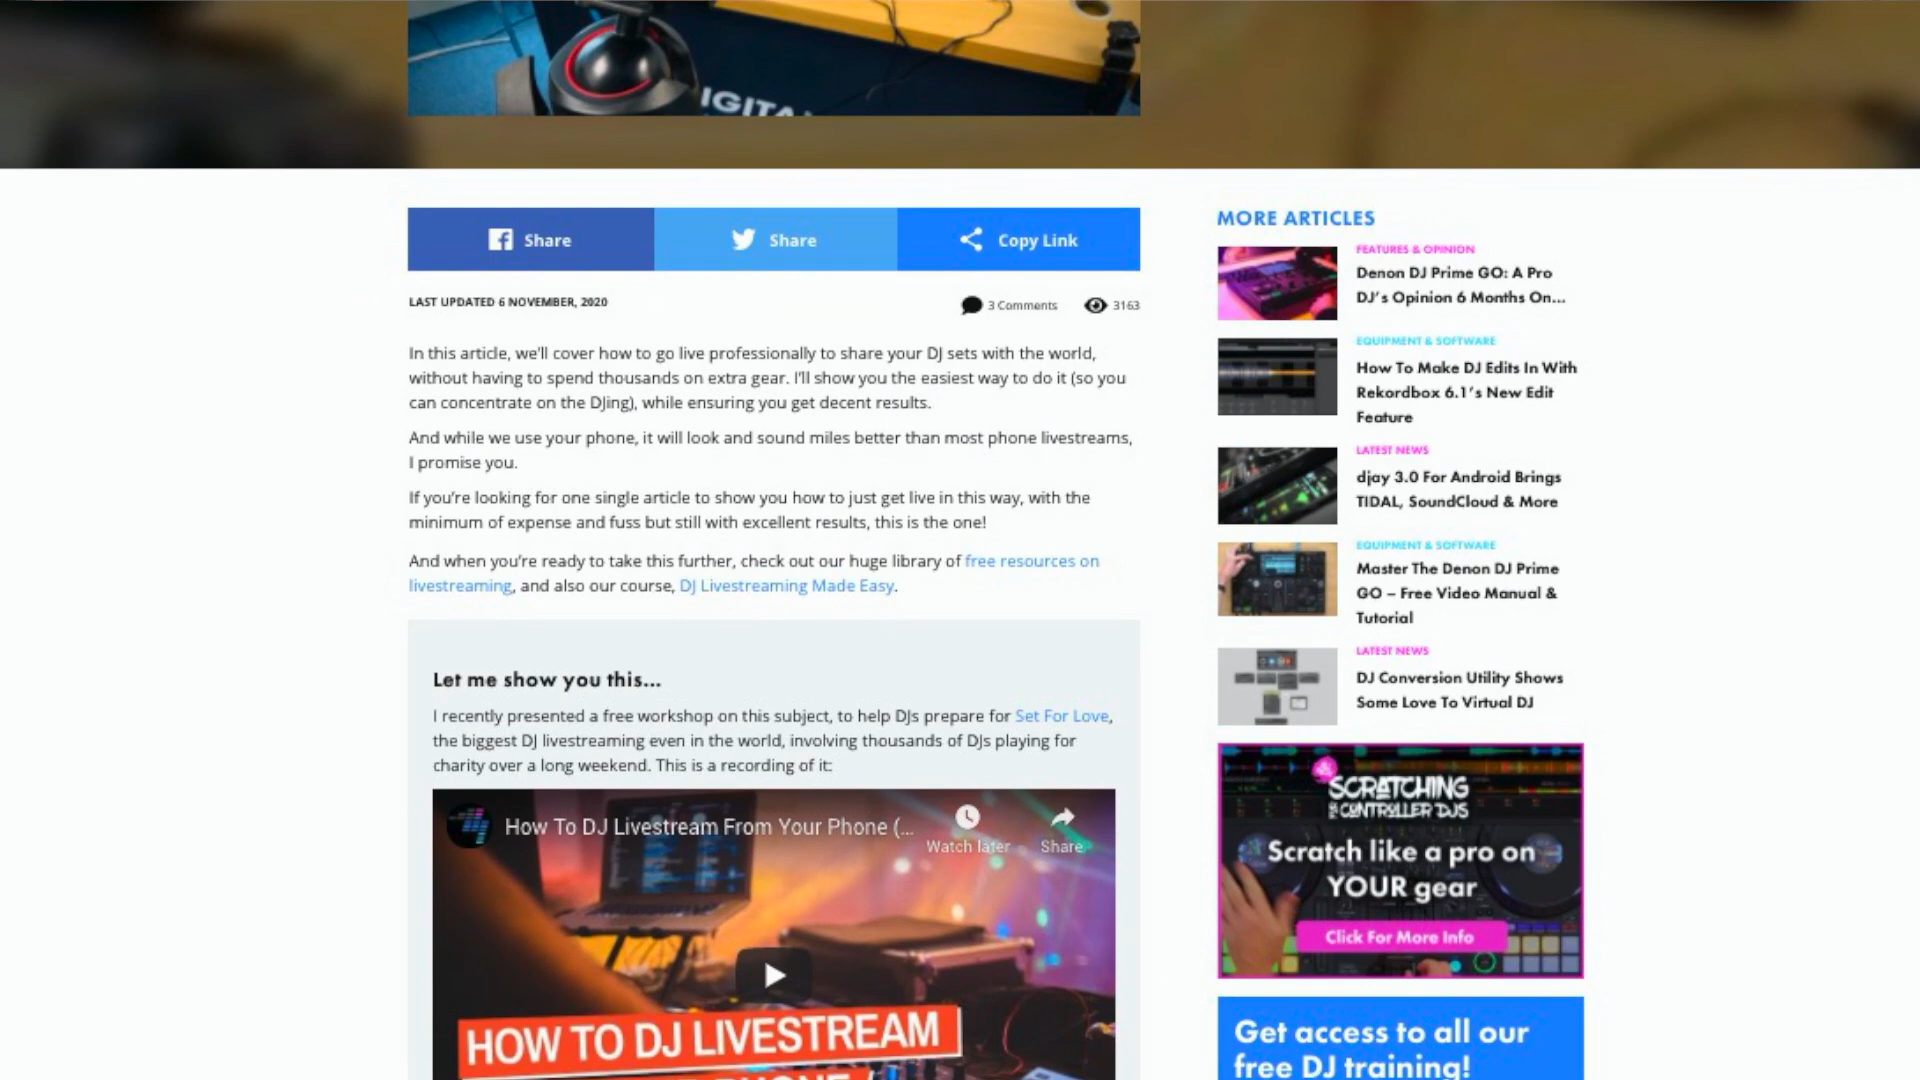 IGITA
Share
Share
Copy Link
LAST UPDATED 6 NOVEMBER, 2020
3 Comments
3163
In this article, we'll cover how to go live professionally to share your DJ sets with the world,
without having to spend thousands on extra gear. I'll show you the easiest way to do it (so you
can concentrate on the DJing), while ensuring you get decent results.
And while we use your phone, it will look and sound miles better than most phone livestreams,
I promise you.
If you're looking for one single article to show you how to just get live in this way, with the
minimum of expense and fuss but still with excellent results, this is the one!
And when you're ready to take this further, check out our huge library of free resources on
livestreaming, and also our course, DJ Livestreaming Made Easy.
Let me show you this...
I recently presented a free workshop on this subject, to help DJs prepare for Set For Love,
the biggest DJ livestreaming even in the world, involving thousands of DJs playing for
charity over a long weekend. This is a recording of it:
How To DJ Livestream From Your Phone (...
Watch later
Share
HOW TO DJ LIVESTREAM
MORE ARTICLES
FEATURES & OPINION
Denon DJ Prime GO: A Pro
DJ's Opinion 6 Months On...
EQUIPMENT & SOFTWARE
How To Make DJ Edits In With
Rekordbox 6.1's New Edit
Feature
LATEST NEWS
djay 3.0 For Android Brings
TIDAL, SoundCloud & More
EQUIPMENT & SOFTWARE
Master The Denon DJ Prime
GO – Free Video Manual &
Tutorial
LATEST NEWS
DJ Conversion Utility Shows
Some Love To Virtual DJ
SCRATCHING
FOR CONTROLLER DJS
Scratch like a pro on
YOUR gear
Click For More Info
Get access to all our
free DJ training!